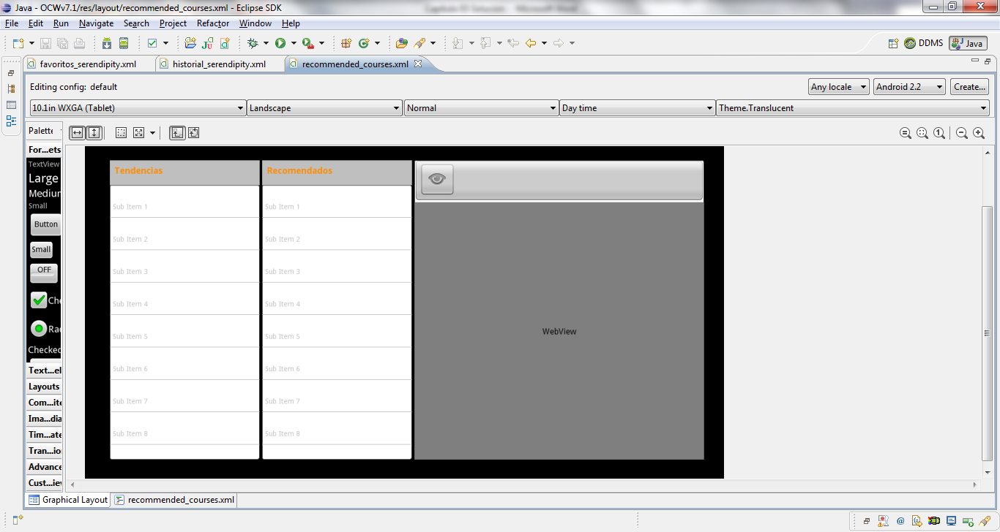 Java - OCWv7.1/res/layout/recommended_courses.xml - Eclipse SDK
File Edit Run Navigate Search Project Refactor Window Help
DDMS Java
favoritos_serendipity.xml historial_serendipity.xml recommended_courses.xml
Editing config: default Any locale Android 2.2 Create...
10.1in WXGA (Tablet) Landscape Normal Day time Theme.Translucent
Palette
For...ets
TextView
Large
Medium
Small
Button
Small
OFF
Che
Rad
Checked
Text...el
Layouts
Com...ite
Ima...dia
Tim...ate
Tran...io
Advance
Cust...iew
Tendencias
Sub Item 1
Sub Item 2
Sub Item 3
Sub Item 4
Sub Item 5
Sub Item 6
Sub Item 7
Sub Item 8
Recomendados
Sub Item 1
Sub Item 2
Sub Item 3
Sub Item 4
Sub Item 5
Sub Item 6
Sub Item 7
Sub Item 8
WebView
Graphical Layout recommended_courses.xml